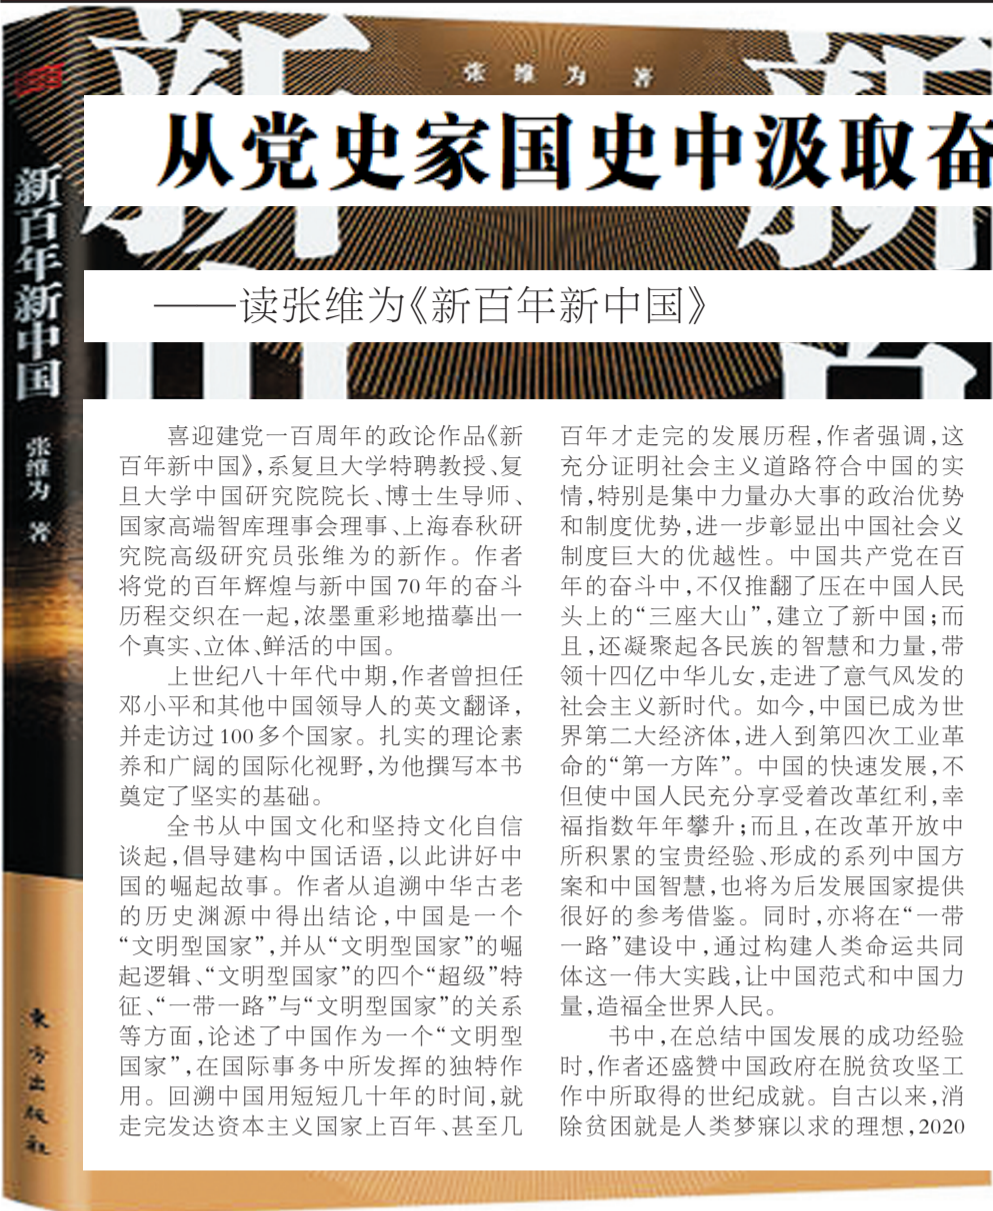 张维为 著
从党史家国史中汲取奋
——读张维为《新百年新中国》
新百年新中国
张维为 著
东方出版社
喜迎建党一百周年的政论作品《新
百年新中国》,系复旦大学特聘教授、复
旦大学中国研究院院长、博士生导师、
国家高端智库理事会理事、上海春秋研
究院高级研究员张维为的新作。作者
将党的百年辉煌与新中国70年的奋斗
历程交织在一起,浓墨重彩地描摹出一
个真实、立体、鲜活的中国。
上世纪八十年代中期,作者曾担任
邓小平和其他中国领导人的英文翻译,
并走访过100多个国家。扎实的理论素
养和广阔的国际化视野,为他撰写本书
奠定了坚实的基础。
全书从中国文化和坚持文化自信
谈起,倡导建构中国话语,以此讲好中
国的崛起故事。作者从追溯中华古老
的历史渊源中得出结论,中国是一个
“文明型国家”,并从“文明型国家”的崛
起逻辑、“文明型国家”的四个“超级”特
征、“一带一路”与“文明型国家”的关系
等方面,论述了中国作为一个“文明型
国家”,在国际事务中所发挥的独特作
用。回溯中国用短短几十年的时间,就
走完发达资本主义国家上百年、甚至几
百年才走完的发展历程,作者强调,这
充分证明社会主义道路符合中国的实
情,特别是集中力量办大事的政治优势
和制度优势,进一步彰显出中国社会义
制度巨大的优越性。中国共产党在百
年的奋斗中,不仅推翻了压在中国人民
头上的“三座大山”,建立了新中国;而
且,还凝聚起各民族的智慧和力量,带
领十四亿中华儿女,走进了意气风发的
社会主义新时代。如今,中国已成为世
界第二大经济体,进入到第四次工业革
命的“第一方阵”。中国的快速发展,不
但使中国人民充分享受着改革红利,幸
福指数年年攀升;而且,在改革开放中
所积累的宝贵经验、形成的系列中国方
案和中国智慧,也将为后发展国家提供
很好的参考借鉴。同时,亦将在“一带
一路”建设中,通过构建人类命运共同
体这一伟大实践,让中国范式和中国力
量,造福全世界人民。
书中,在总结中国发展的成功经验
时,作者还盛赞中国政府在脱贫攻坚工
作中所取得的世纪成就。自古以来,消
除贫困就是人类梦寐以求的理想,2020